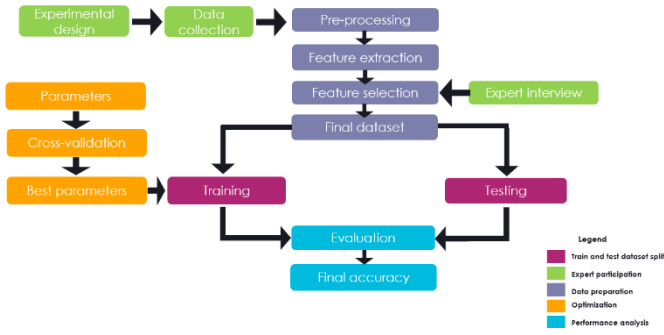 Experimental
design
Data
collection
Pre-processing
Feature extraction
Feature selection
Expert interview
Final dataset
Parameters
Cross-validation
Best parameters
Training
Testing
Evaluation
Final accuracy
Legend
Train and test dataset split
Expert participation
Data preparation
Optimization
Performance analysis